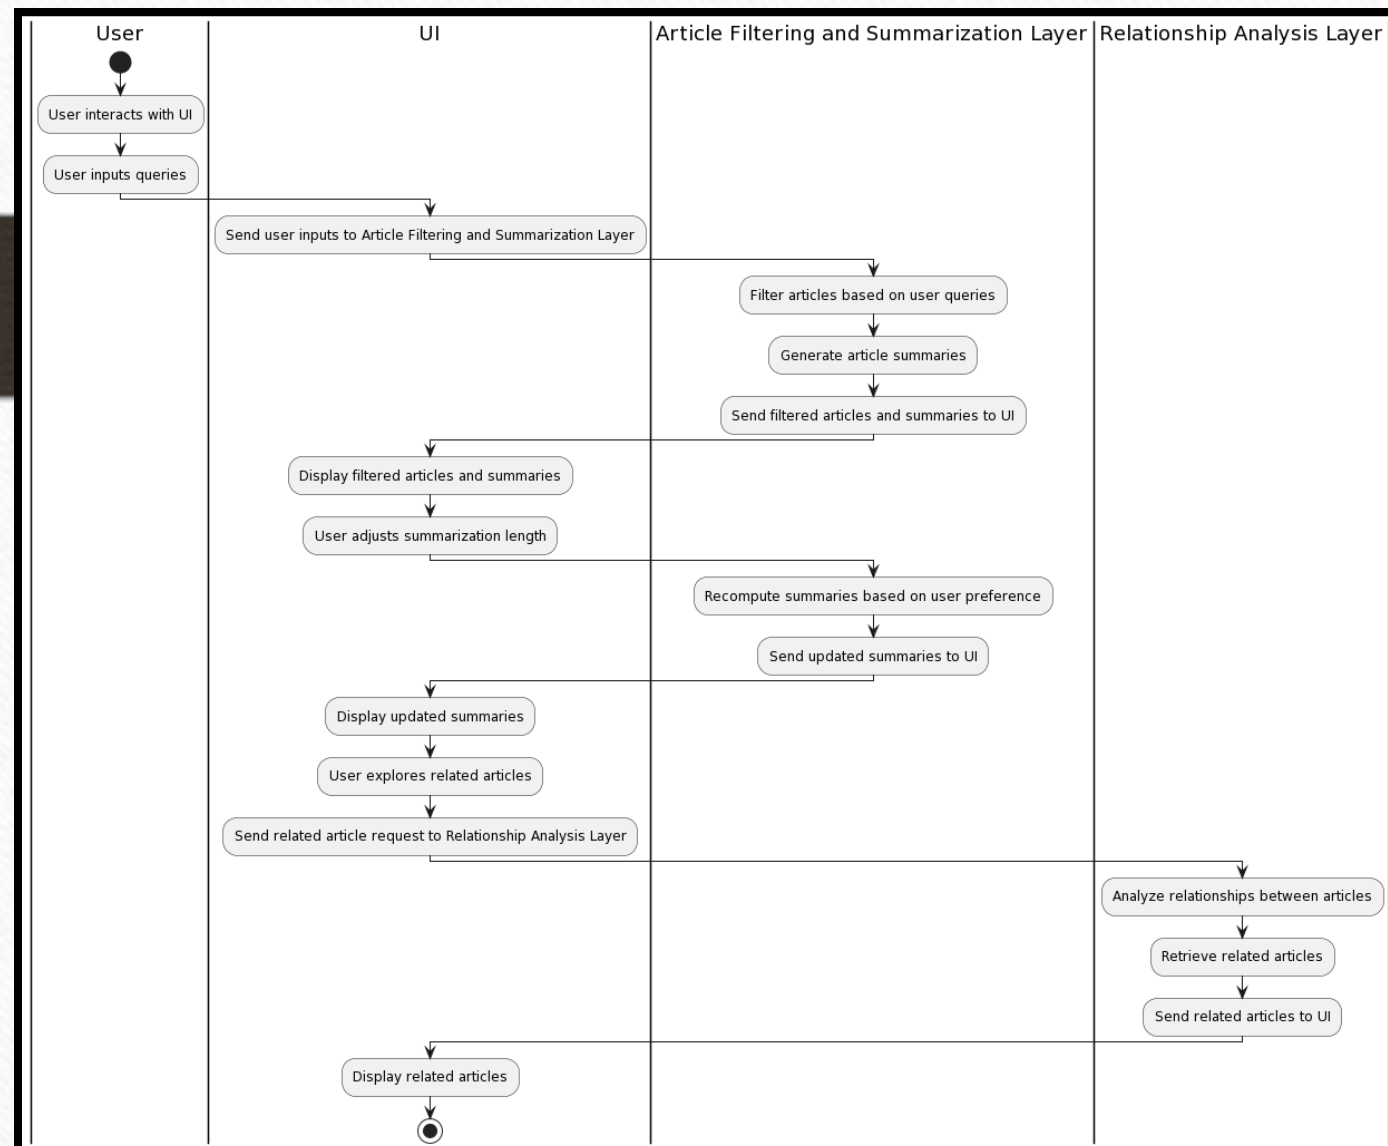 User
UI
Article Filtering and Summarization Layer
Relationship Analysis Layer
User interacts with UI
User inputs queries
Send user inputs to Article Filtering and Summarization Layer
Filter articles based on user queries
Generate article summaries
Send filtered articles and summaries to UI
Display filtered articles and summaries
User adjusts summarization length
Recompute summaries based on user preference
Send updated summaries to UI
Display updated summaries
User explores related articles
Send related article request to Relationship Analysis Layer
Analyze relationships between articles
Retrieve related articles
Send related articles to UI
Display related articles